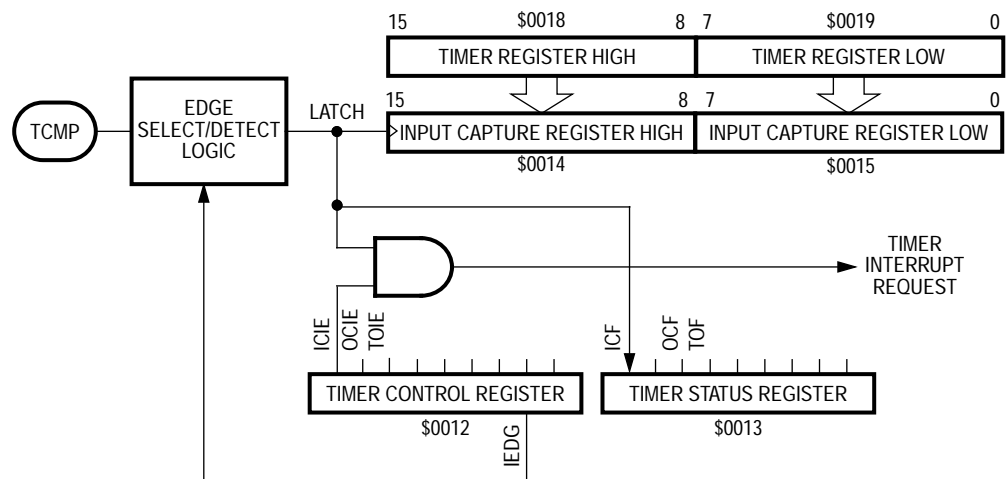 15 $0018 8 7 $0019 0
TIMER REGISTER HIGH TIMER REGISTER LOW
15 8 7 0
TCMP
EDGE
SELECT/DETECT
LOGIC
LATCH
INPUT CAPTURE REGISTER HIGH INPUT CAPTURE REGISTER LOW
$0014 $0015
TIMER
INTERRUPT
REQUEST
ICIE
OCIE
TOIE
ICF
OCF
TOF
TIMER CONTROL REGISTER TIMER STATUS REGISTER
$0012 $0013
IEDG